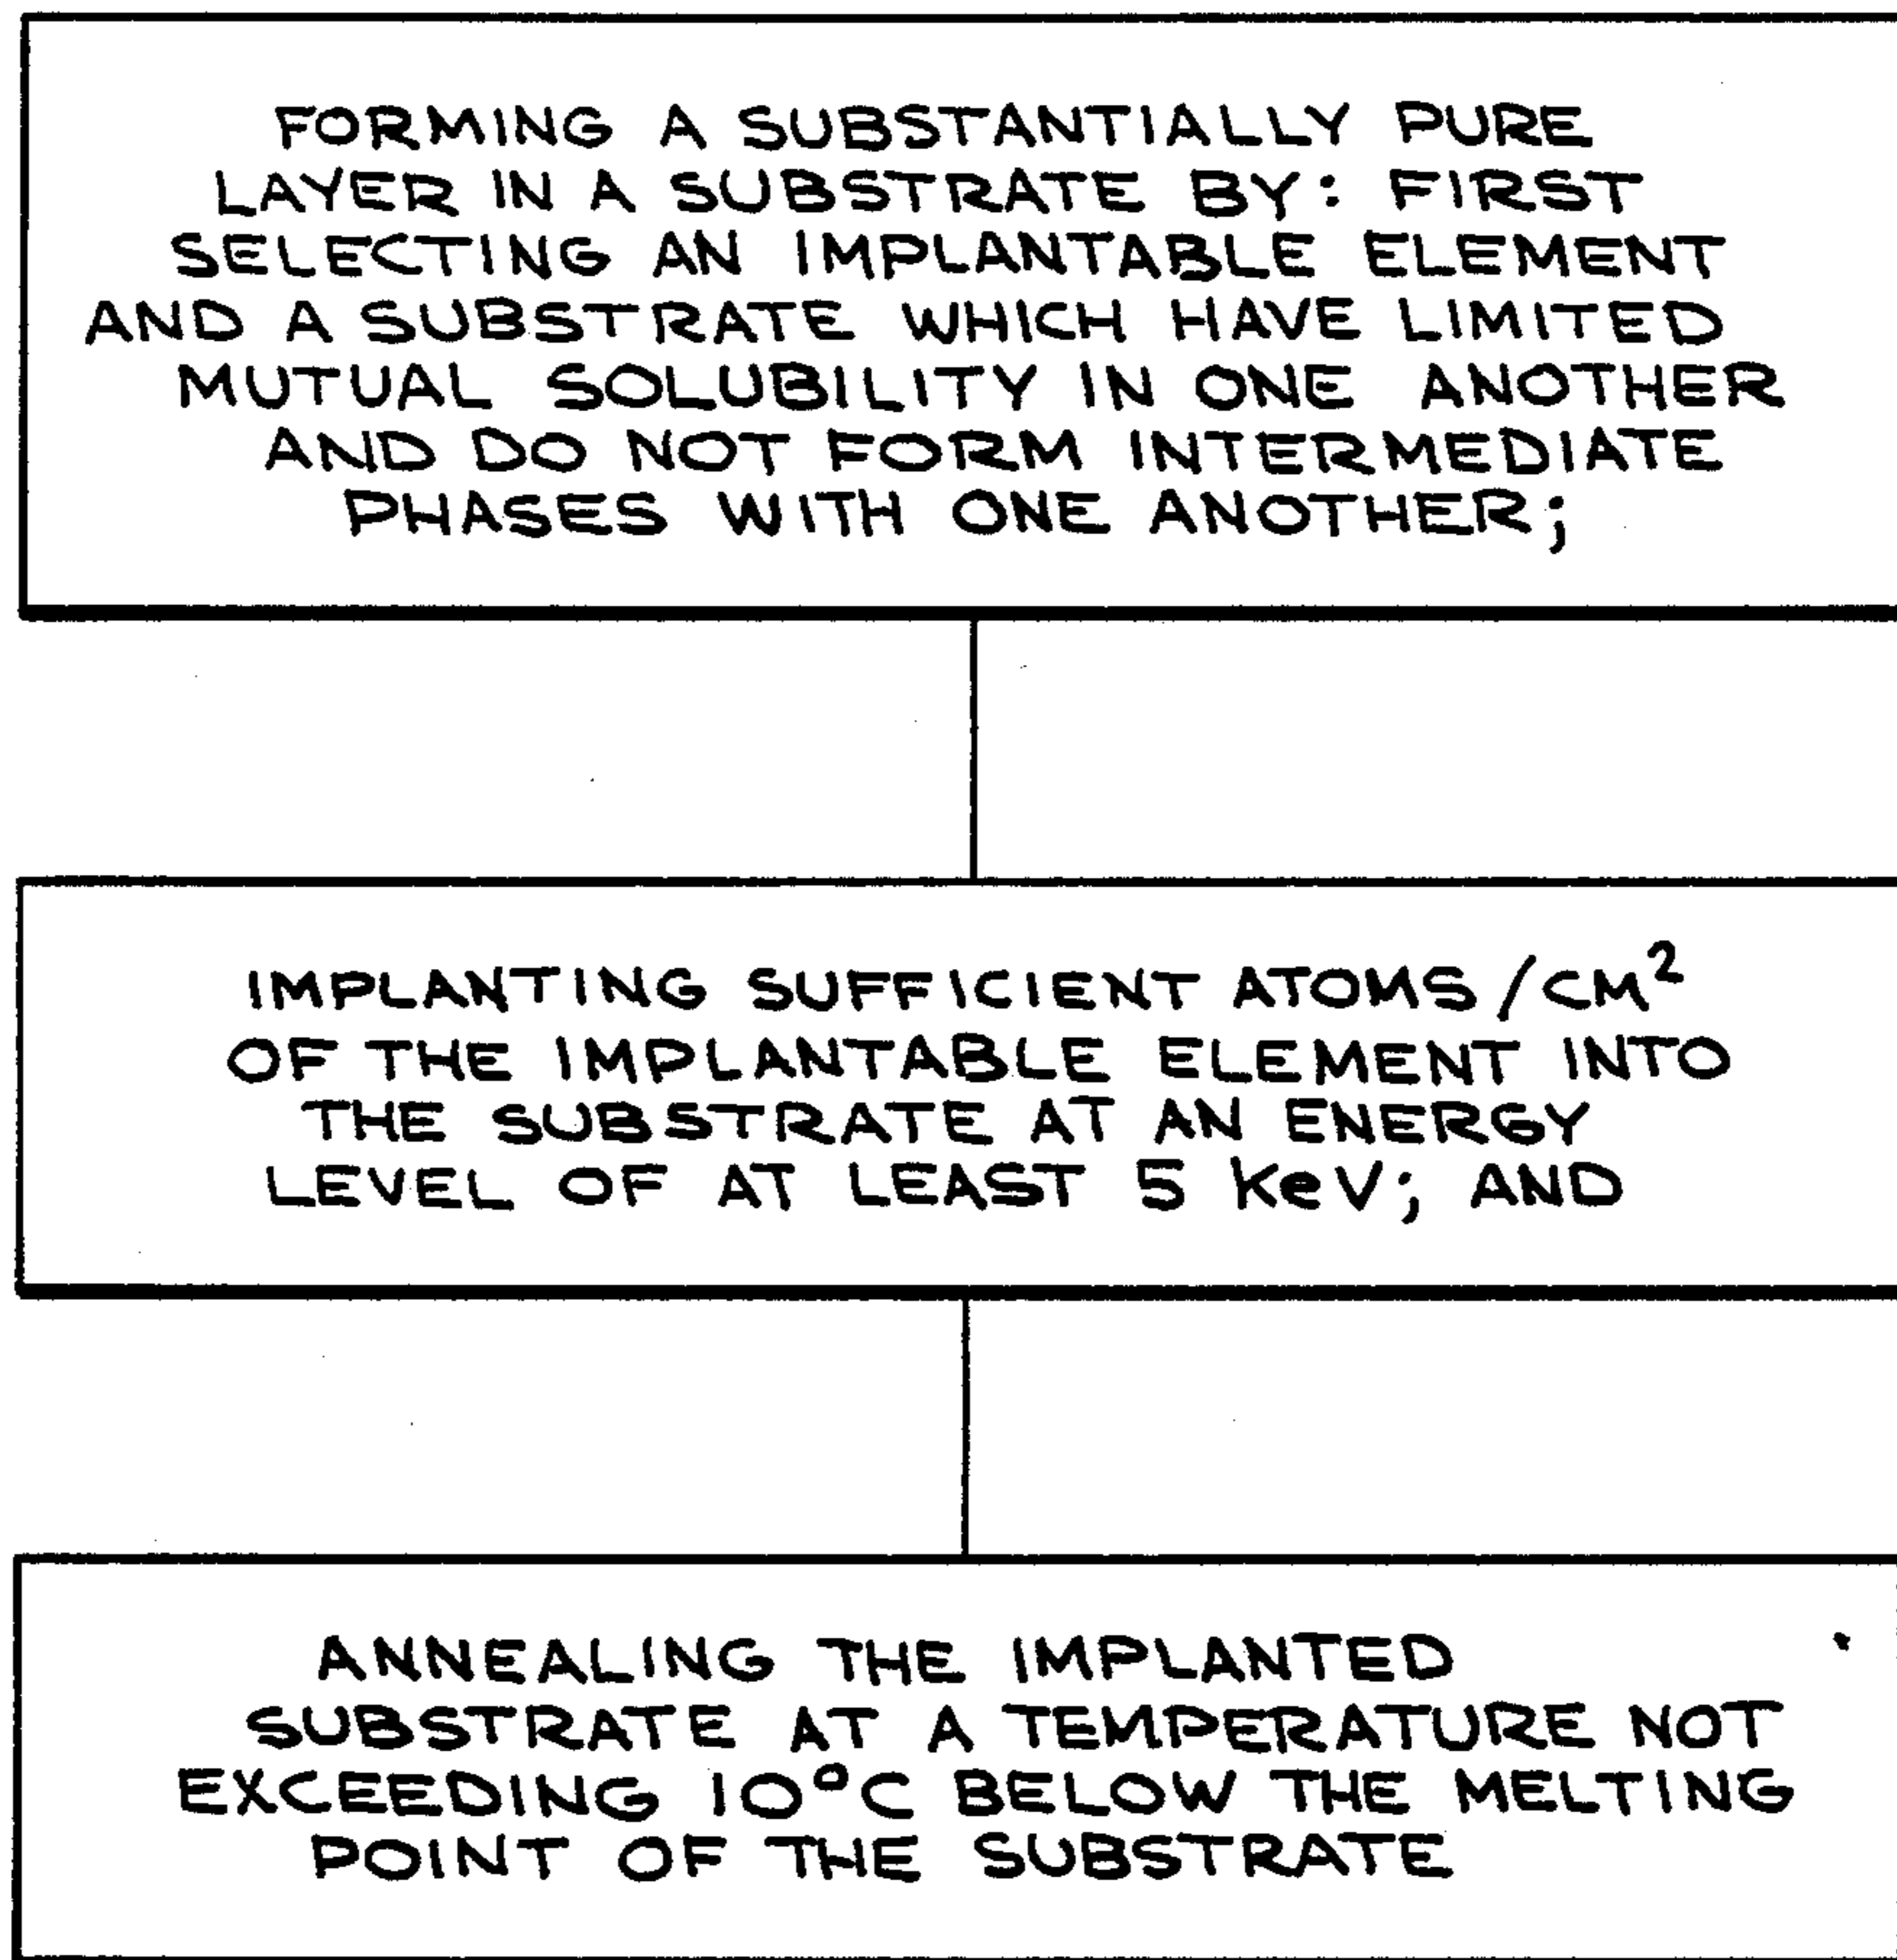 FORMING A SUBSTANTIALLY PURE
LAYER IN A SUBSTRATE BY: FIRST
SELECTING AN IMPLANTABLE ELEMENT
AND A SUBSTRATE WHICH HAVE LIMITED
MUTUAL SOLUBILITY IN ONE ANOTHER
AND DO NOT FORM INTERMEDIATE
PHASES WITH ONE ANOTHER;
IMPLANTING SUFFICIENT ATOMS/CM²
OF THE IMPLANTABLE ELEMENT INTO
THE SUBSTRATE AT AN ENERGY
LEVEL OF AT LEAST 5 KeV; AND
ANNEALING THE IMPLANTED
SUBSTRATE AT A TEMPERATURE NOT
EXCEEDING 10°C BELOW THE MELTING
POINT OF THE SUBSTRATE